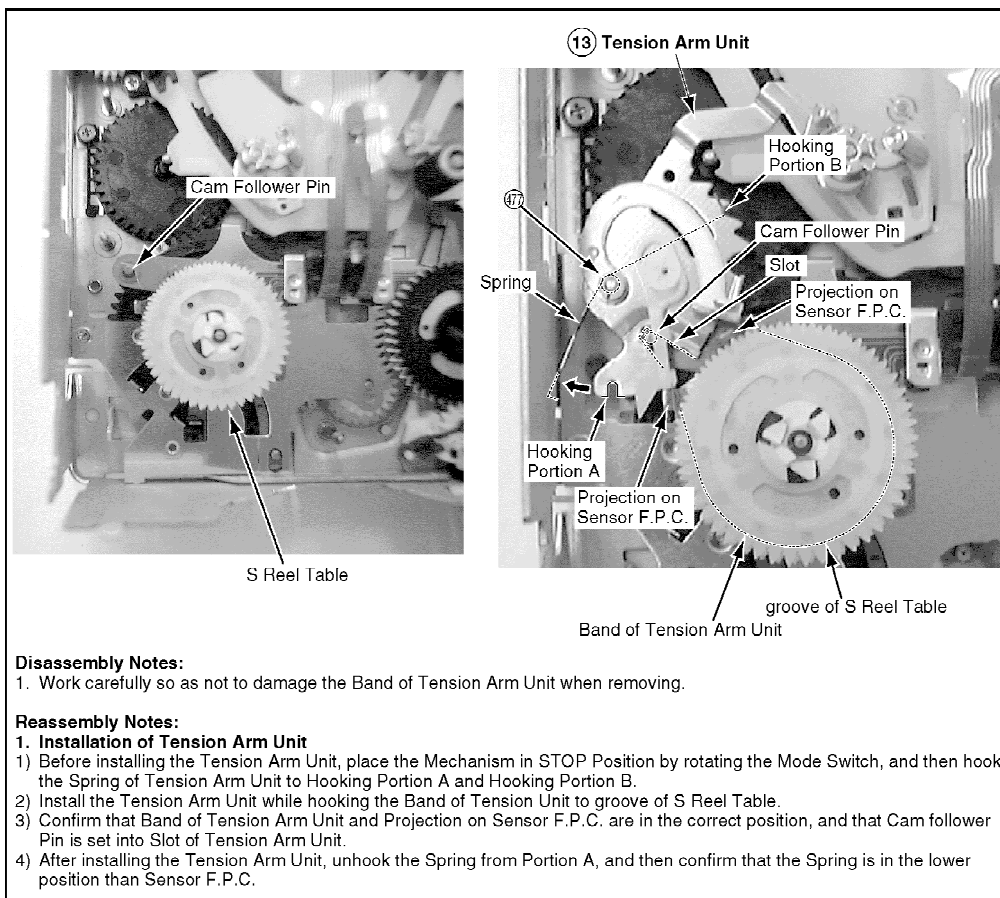 13 Tension Arm Unit
Hooking
Portion B
477
Cam Follower Pin
Cam Follower Pin
Slot
Spring
Projection on
Sensor F.P.C.
Hooking
Portion A
Projection on
Sensor F.P.C.
S Reel Table
groove of S Reel Table
Band of Tension Arm Unit
Disassembly Notes:
1. Work carefully so as not to damage the Band of Tension Arm Unit when removing.
Reassembly Notes:
1. Installation of Tension Arm Unit
1) Before installing the Tension Arm Unit, place the Mechanism in STOP Position by rotating the Mode Switch, and then hook
the Spring of Tension Arm Unit to Hooking Portion A and Hooking Portion B.
2) Install the Tension Arm Unit while hooking the Band of Tension Unit to groove of S Reel Table.
3) Confirm that Band of Tension Arm Unit and Projection on Sensor F.P.C. are in the correct position, and that Cam follower
Pin is set into Slot of Tension Arm Unit.
4) After installing the Tension Arm Unit, unhook the Spring from Portion A, and then confirm that the Spring is in the lower
position than Sensor F.P.C.